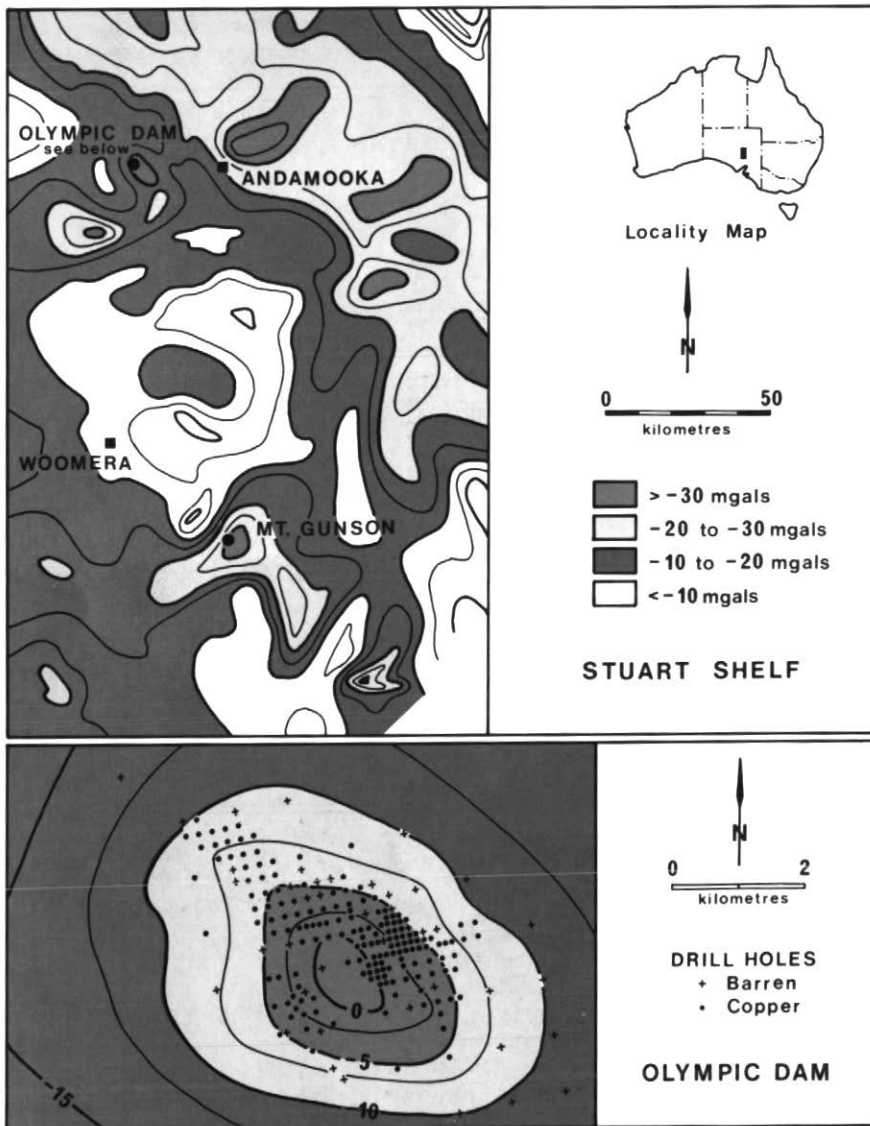 OLYMPIC DAM
see below
ANDAMOOKA
WOOMERA
MT. GUNSON
Locality Map
N
0 50
kilometres
>-30 mgals
-20 to -30 mgals
-10 to -20 mgals
<-10 mgals
STUART SHELF
0
-5
-10
-15
N
0 2
kilometres
DRILL HOLES
+ Barren
• Copper
OLYMPIC DAM